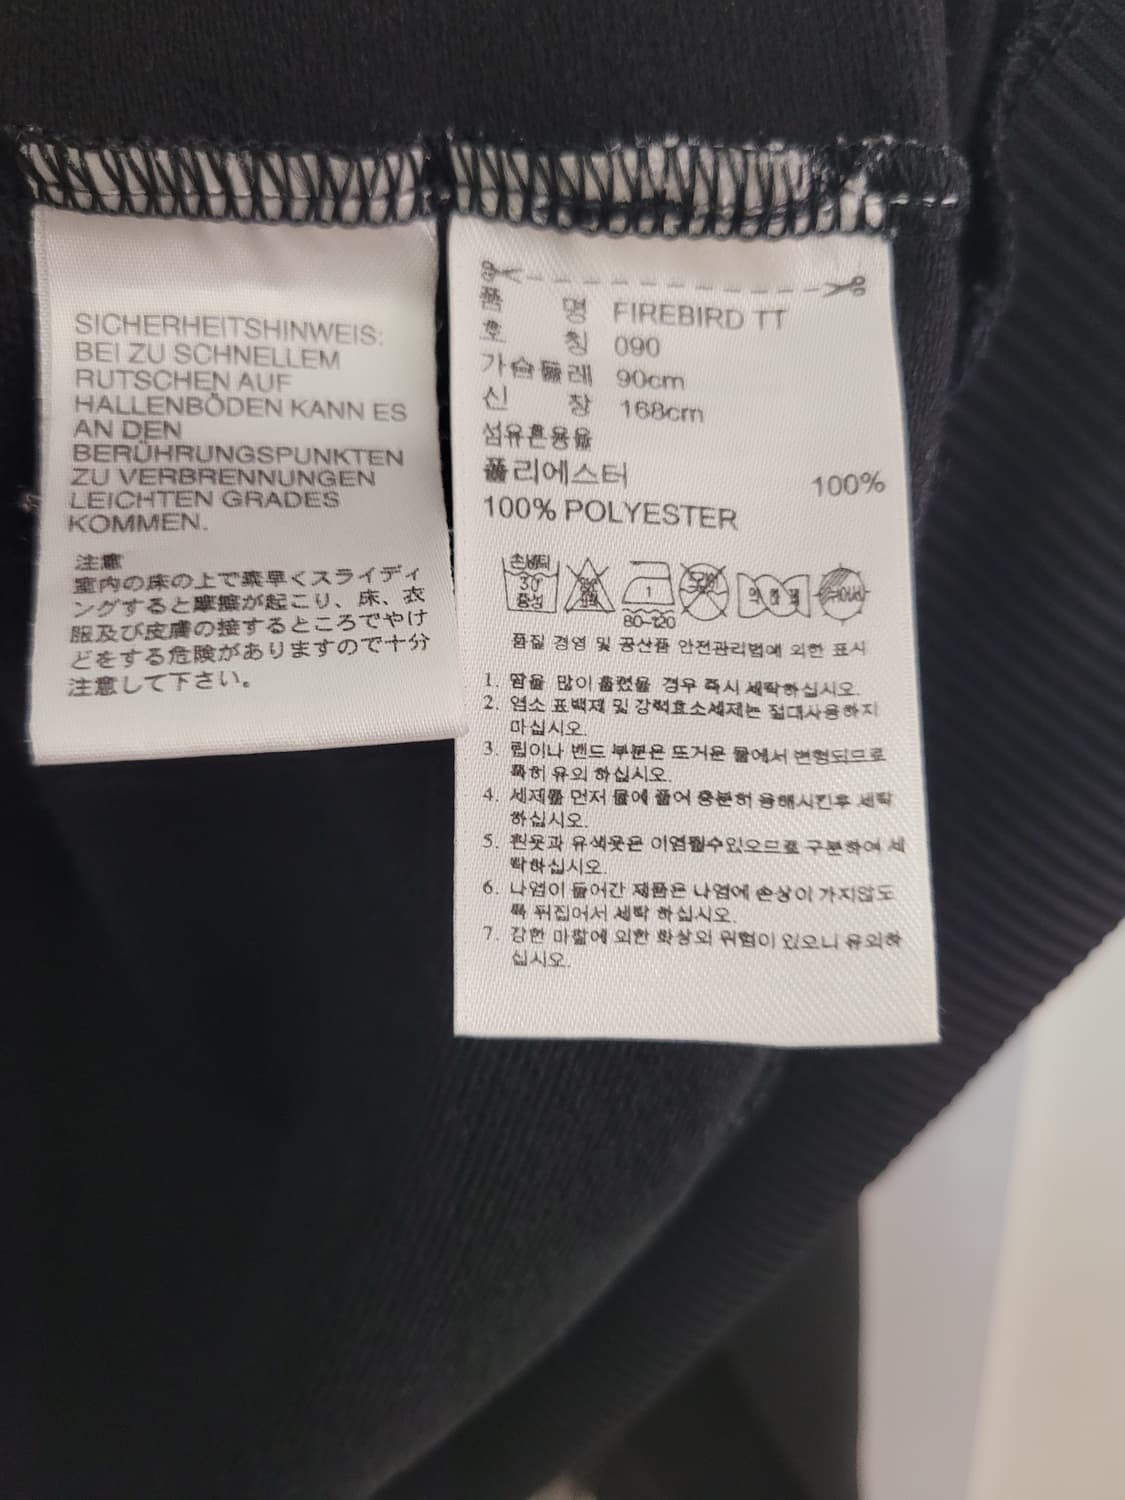 SICHERHEITSHINWEIS:
BEI ZU SCHNELLEM
RUTSCHEN AUF
HALLENBÖDEN KANN ES
AN DEN
BERÜHRUNGSPUNKTEN
ZU VERBRENNUNGEN
LEICHTEN GRADES
KOMMEN.
注意
室内の床の上で素早くスライディ
ングすると摩擦が起こり、床、衣
服及び皮膚の接するところでやけ
どをする危険がありますので十分
注意して下さい。
품 명 FIREBIRD TT
호 칭 090
가슴둘레 90cm
신 장 168cm
섬유혼용율
폴리에스터 100%
100% POLYESTER
손세탁
30°
중성
1
80~120
품질 경영 및 공산품 안전관리법에 의한 표시
1. 땀을 많이 흘렸을 경우 즉시 세탁하십시오.
2. 염소 표백제 및 강력효소세제는 절대사용하지
마십시오.
3. 립이나 밴드 부분은 뜨거운 물에서 변형되므로
특히 유의 하십시오.
4. 세제를 먼저 물에 풀어 충분히 용해시킨후 세탁
하십시오.
5. 흰옷과 유색옷은 이염될수있으므로 구분하여 세
탁하십시오.
6. 나염이 들어간 제품은 나염에 손상이 가지않도
록 뒤집어서 세탁 하십시오.
7. 강한 마찰에 의한 화상의 위험이 있으니 유의하
십시오.